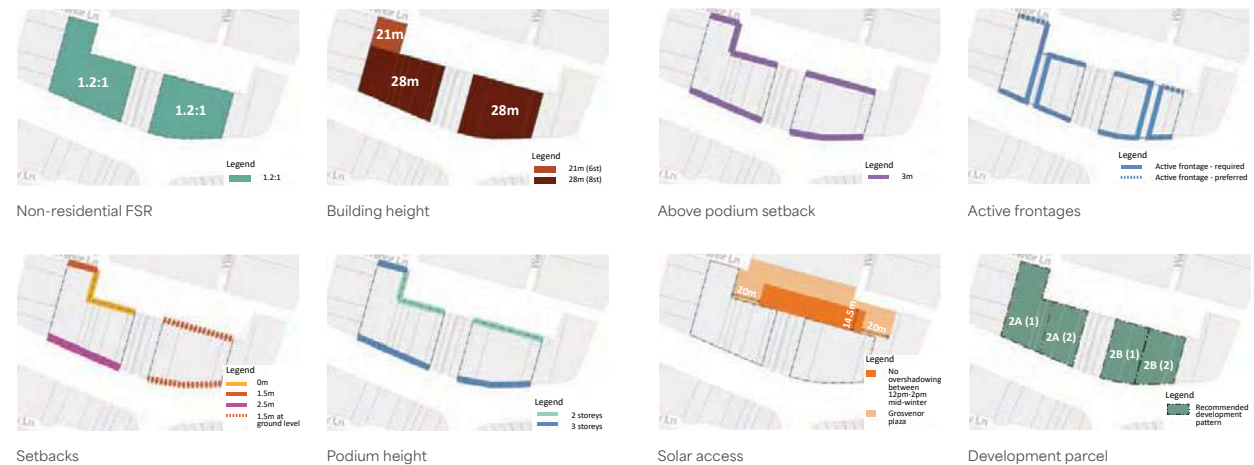 1.2:1
1.2:1
Legend
1.2:1
Non-residential FSR
21m
28m
28m
Legend
21m (6st)
28m (8st)
Building height
Legend
3m
Above podium setback
Legend
Active frontage - required
Active frontage - preferred
Active frontages
Legend
0m
1.5m
2.5m
1.5m at
ground level
Setbacks
Legend
2 storeys
3 storeys
Podium height
20m
14.5m
20m
Legend
No
overshadowing
between
12pm-2pm
mid-winter
Grosvenor
plaza
Solar access
2A (1)
2A (2)
2B (1)
2B (2)
Legend
Recommended
development
pattern
Development parcel